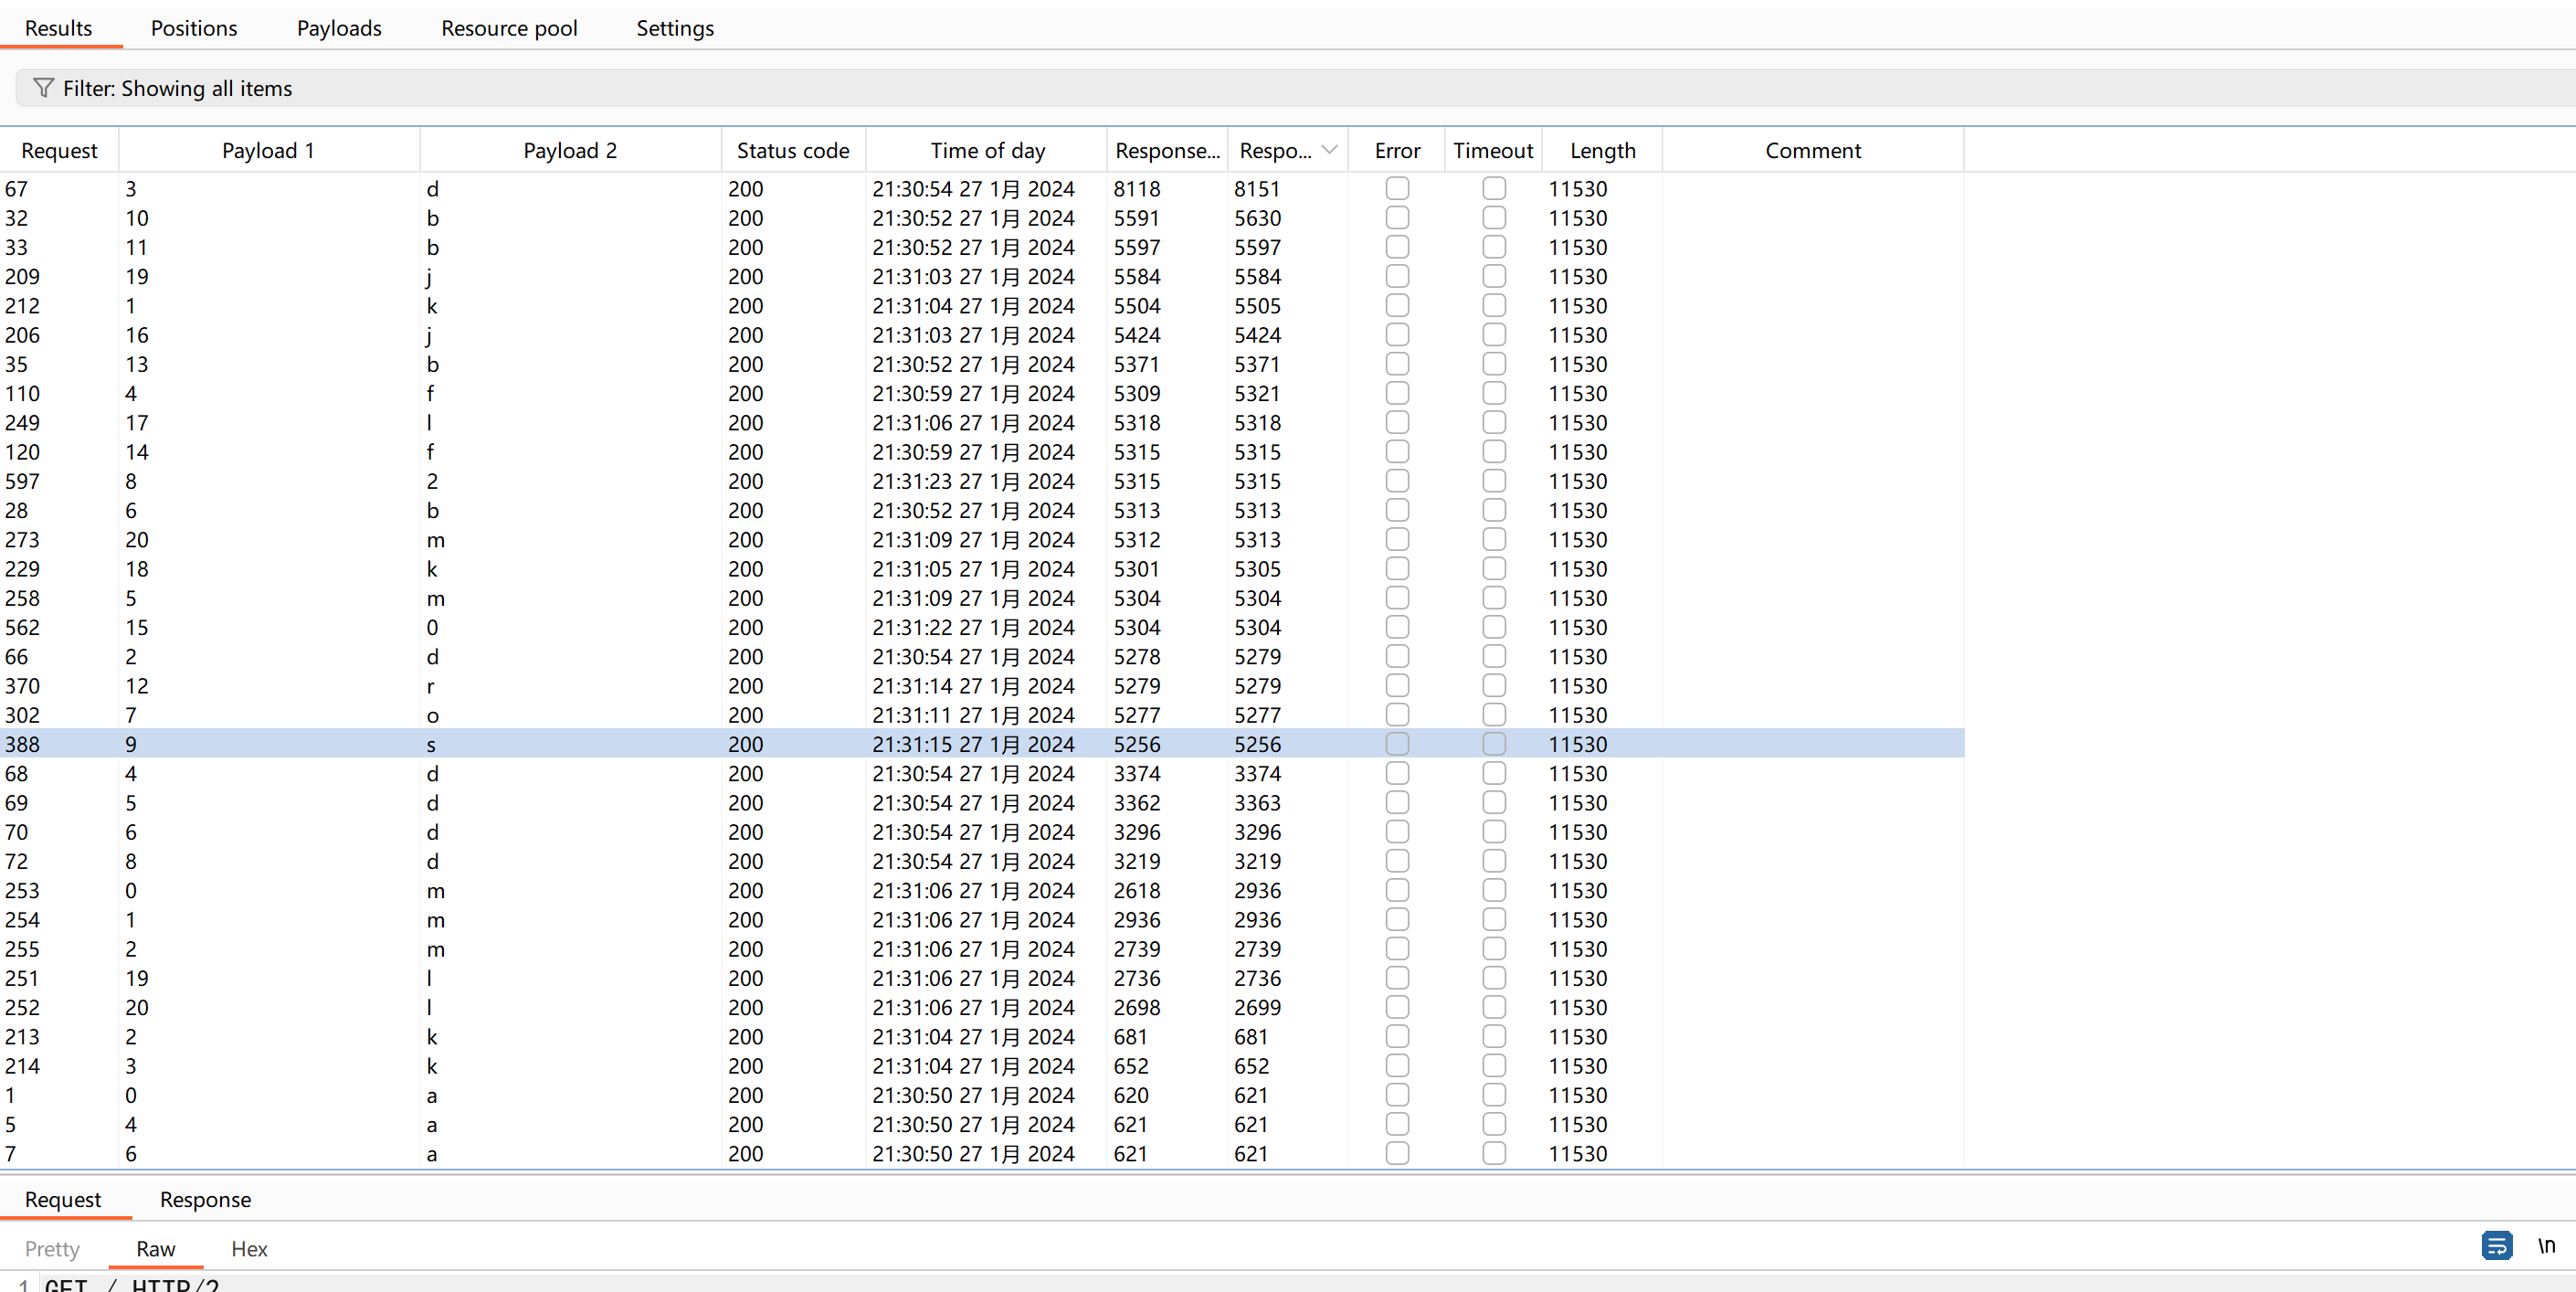 Results Positions Payloads Resource pool Settings
Filter: Showing all items
Request Payload 1 Payload 2 Status code Time of day Response... Respo... Error Timeout Length Comment
67 3 d 200 21:30:54 27 1月 2024 8118 8151 11530
32 10 b 200 21:30:52 27 1月 2024 5591 5630 11530
33 11 b 200 21:30:52 27 1月 2024 5597 5597 11530
209 19 j 200 21:31:03 27 1月 2024 5584 5584 11530
212 1 k 200 21:31:04 27 1月 2024 5504 5505 11530
206 16 j 200 21:31:03 27 1月 2024 5424 5424 11530
35 13 b 200 21:30:52 27 1月 2024 5371 5371 11530
110 4 f 200 21:30:59 27 1月 2024 5309 5321 11530
249 17 l 200 21:31:06 27 1月 2024 5318 5318 11530
120 14 f 200 21:30:59 27 1月 2024 5315 5315 11530
597 8 2 200 21:31:23 27 1月 2024 5315 5315 11530
28 6 b 200 21:30:52 27 1月 2024 5313 5313 11530
273 20 m 200 21:31:09 27 1月 2024 5312 5313 11530
229 18 k 200 21:31:05 27 1月 2024 5301 5305 11530
258 5 m 200 21:31:09 27 1月 2024 5304 5304 11530
562 15 0 200 21:31:22 27 1月 2024 5304 5304 11530
66 2 d 200 21:30:54 27 1月 2024 5278 5279 11530
370 12 r 200 21:31:14 27 1月 2024 5279 5279 11530
302 7 o 200 21:31:11 27 1月 2024 5277 5277 11530
388 9 s 200 21:31:15 27 1月 2024 5256 5256 11530
68 4 d 200 21:30:54 27 1月 2024 3374 3374 11530
69 5 d 200 21:30:54 27 1月 2024 3362 3363 11530
70 6 d 200 21:30:54 27 1月 2024 3296 3296 11530
72 8 d 200 21:30:54 27 1月 2024 3219 3219 11530
253 0 m 200 21:31:06 27 1月 2024 2618 2936 11530
254 1 m 200 21:31:06 27 1月 2024 2936 2936 11530
255 2 m 200 21:31:06 27 1月 2024 2739 2739 11530
251 19 l 200 21:31:06 27 1月 2024 2736 2736 11530
252 20 l 200 21:31:06 27 1月 2024 2698 2699 11530
213 2 k 200 21:31:04 27 1月 2024 681 681 11530
214 3 k 200 21:31:04 27 1月 2024 652 652 11530
1 0 a 200 21:30:50 27 1月 2024 620 621 11530
5 4 a 200 21:30:50 27 1月 2024 621 621 11530
7 6 a 200 21:30:50 27 1月 2024 621 621 11530
Request Response
Pretty Raw Hex \n
1 GET / HTTP/2